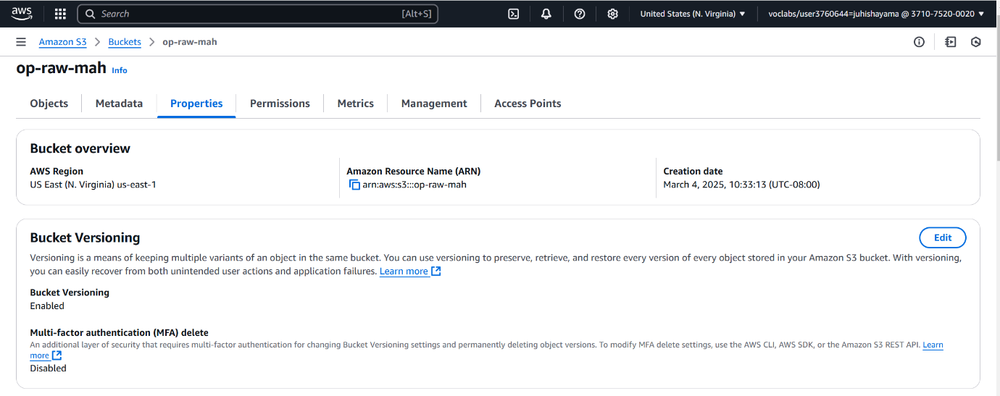 aws
Search [Alt+S]
United States (N. Virginia) ▼
voclabs/user3760644=juhishayama @ 3710-7520-0020 ▼
Amazon S3 > Buckets > op-raw-mah
op-raw-mah Info
Objects Metadata Properties Permissions Metrics Management Access Points
Bucket overview
AWS Region
US East (N. Virginia) us-east-1
Amazon Resource Name (ARN)
arn:aws:s3:::op-raw-mah
Creation date
March 4, 2025, 10:33:13 (UTC-08:00)
Bucket Versioning
Edit
Versioning is a means of keeping multiple variants of an object in the same bucket. You can use versioning to preserve, retrieve, and restore every version of every object stored in your Amazon S3 bucket. With versioning,
you can easily recover from both unintended user actions and application failures. Learn more
Bucket Versioning
Enabled
Multi-factor authentication (MFA) delete
An additional layer of security that requires multi-factor authentication for changing Bucket Versioning settings and permanently deleting object versions. To modify MFA delete settings, use the AWS CLI, AWS SDK, or the Amazon S3 REST API. Learn
more
Disabled